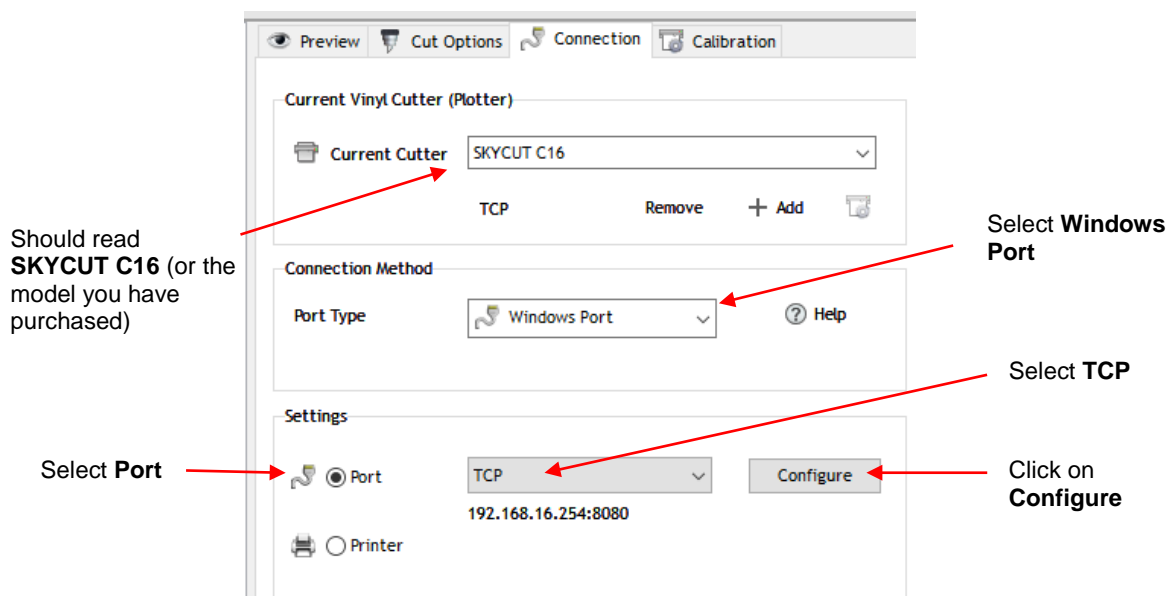 Preview Cut Options Connection Calibration
Current Vinyl Cutter (Plotter)
Current Cutter SKYCUT C16
TCP Remove + Add
Should read
SKYCUT C16 (or the
model you have
purchased)
Select Windows
Port
Connection Method
Port Type Windows Port ? Help
Select TCP
Settings
Select Port
Port TCP Configure
Click on
Configure
192.168.16.254:8080
Printer